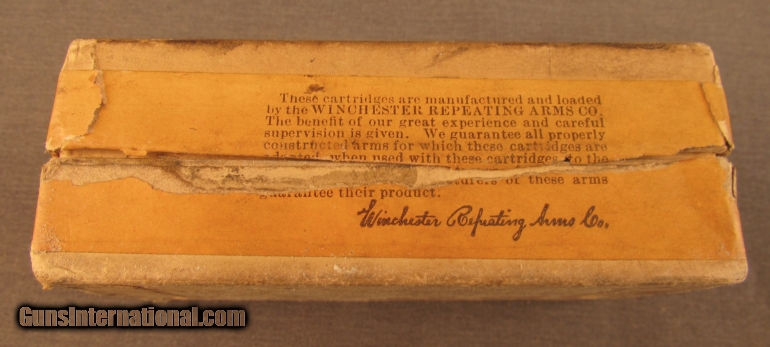 These cartridges are manufactured and loaded
by the WINCHESTER REPEATING ARMS CO.
The benefit of our great experience and careful
supervision is given. We guarantee all properly
constructed arms for which these cartridges are
when used with these cartridges to the
of these arms
guarantee their product.
Winchester Repeating Arms Co.
GunsInternational.com